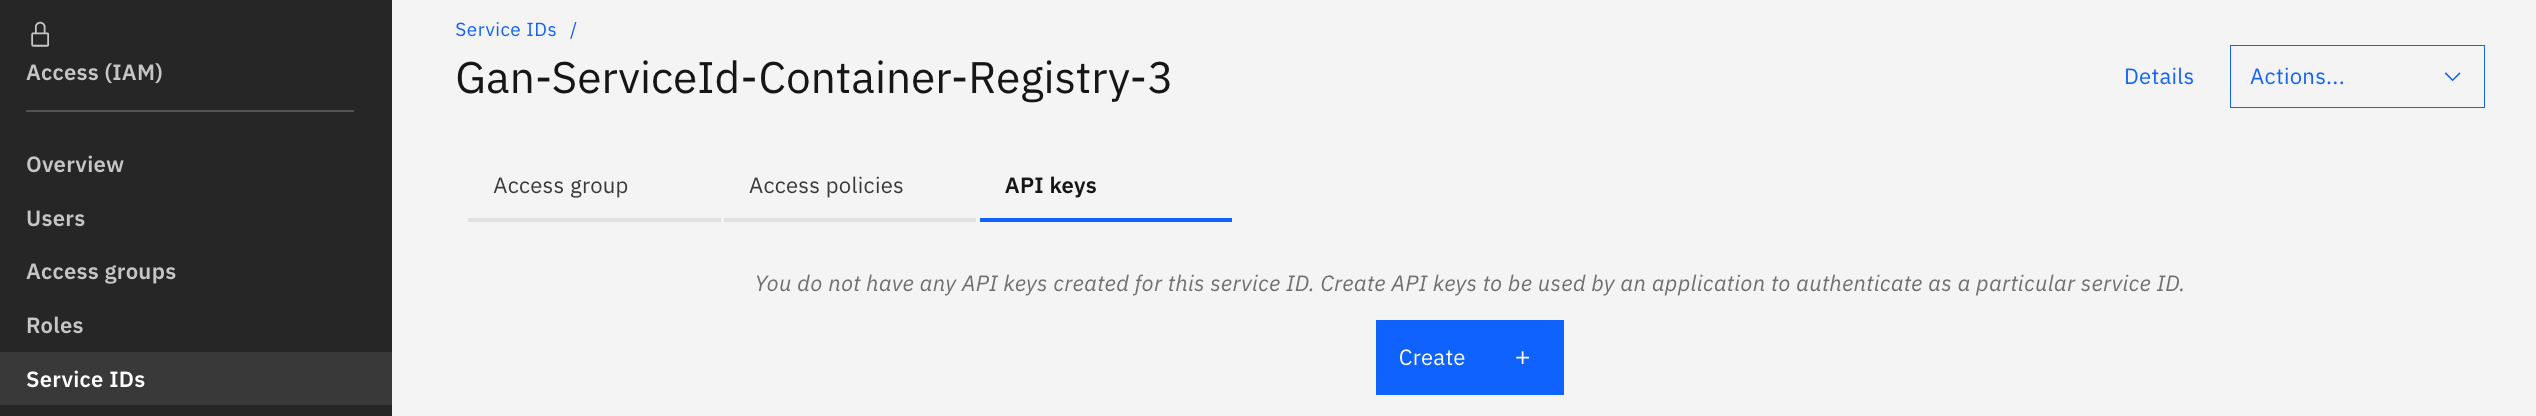 Access (IAM)
Overview
Users
Access groups
Roles
Service IDs
Service IDs /
Gan-ServiceId-Container-Registry-3
Details
Actions...
Access group
Access policies
API keys
You do not have any API keys created for this service ID. Create API keys to be used by an application to authenticate as a particular service ID.
Create +